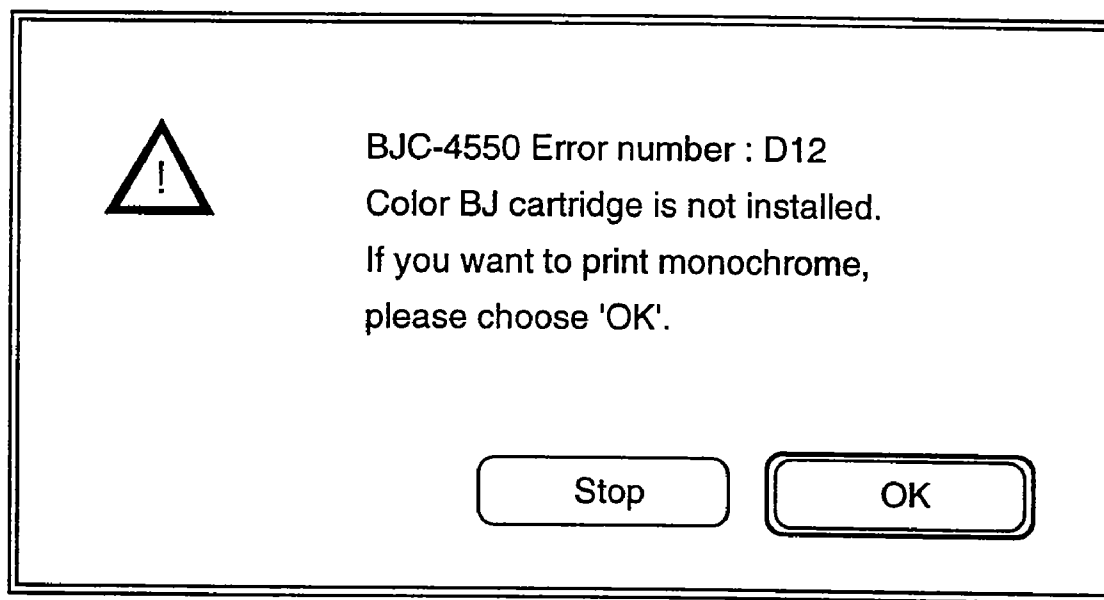 !
BJC-4550 Error number : D12
Color BJ cartridge is not installed.
If you want to print monochrome,
please choose 'OK'.
Stop
OK